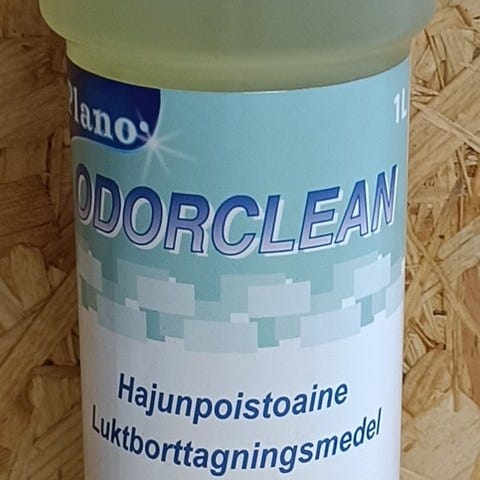 Plano
1L
ODORCLEAN
Hajunpoistoaine
Luktborttagningsmedel